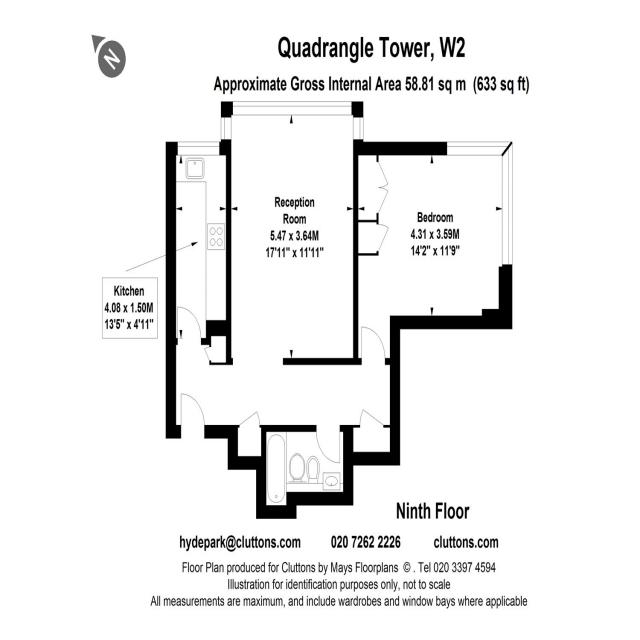 N
Quadrangle Tower, W2
Approximate Gross Internal Area 58.81 sq m (633 sq ft)
Reception
Room
5.47 x 3.64M
17'11" x 11'11"
Bedroom
4.31 x 3.59M
14'2" x 11'9"
Kitchen
4.08 x 1.50M
13'5" x 4'11"
Ninth Floor
hydepark@cluttons.com 020 7262 2226 cluttons.com
Floor Plan produced for Cluttons by Mays Floorplans © . Tel 020 3397 4594
Illustration for identification purposes only, not to scale
All measurements are maximum, and include wardrobes and window bays where applicable